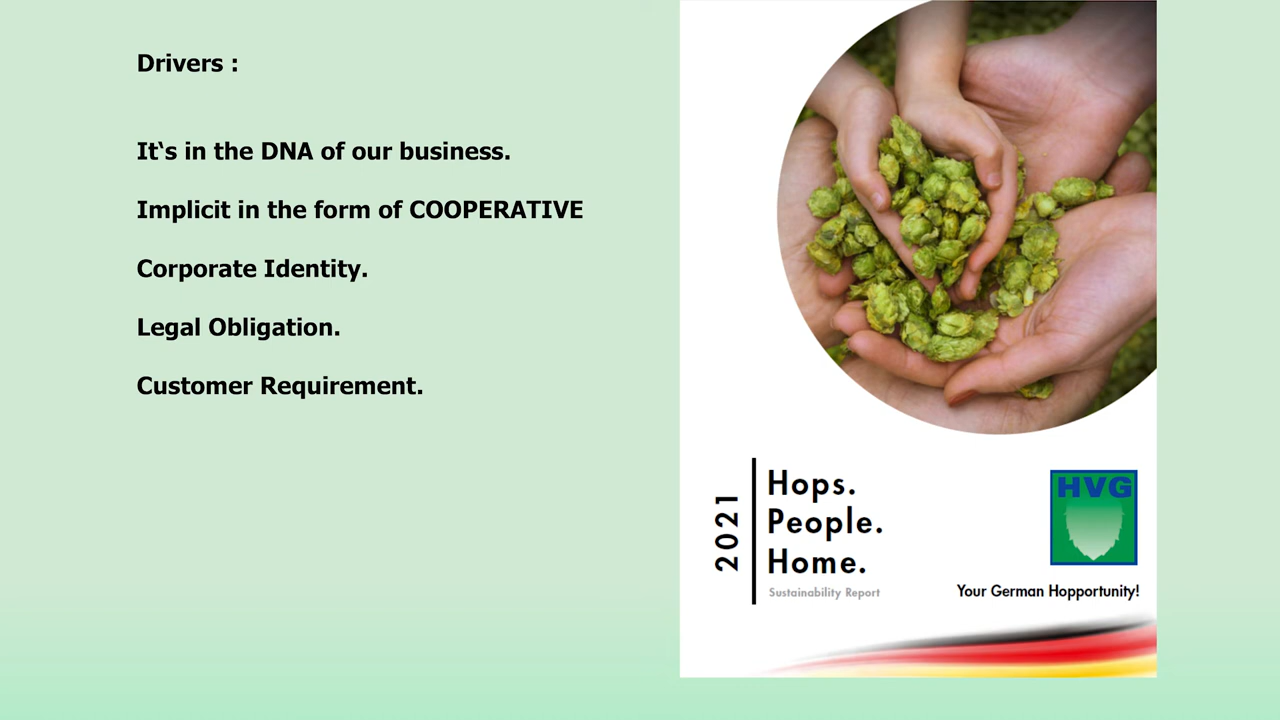 Drivers :
It‘s in the DNA of our business.
Implicit in the form of COOPERATIVE
Corporate Identity.
Legal Obligation.
Customer Requirement.
2021
Hops.
People.
Home.
Sustainability Report
HVG
Your German Hopportunity!